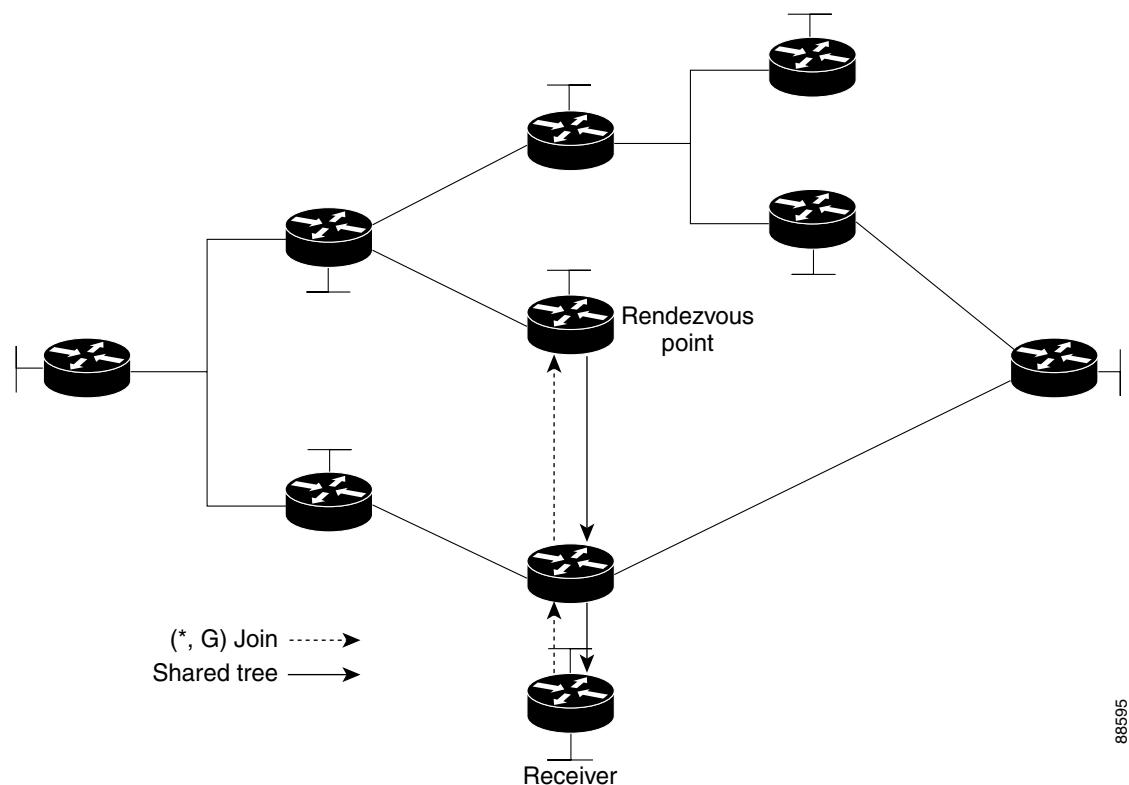 Rendezvous
point
(*, G) Join
Shared tree
Receiver
88595